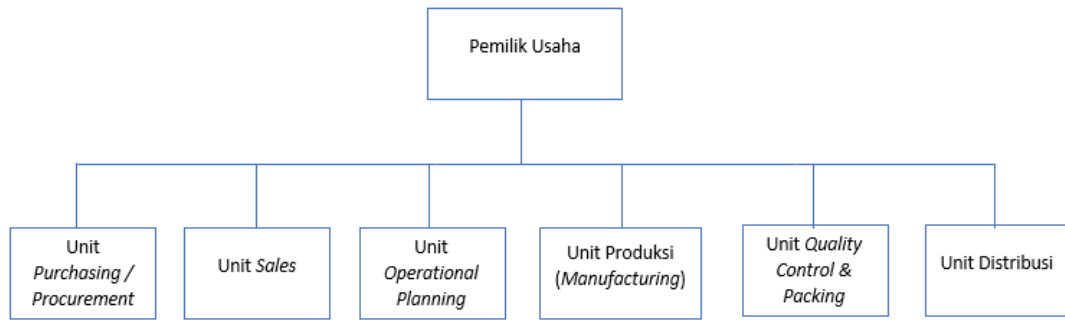 Pemilik Usaha
Unit
Purchasing /
Procurement
Unit Sales
Unit
Operational
Planning
Unit Produksi
(Manufacturing)
Unit Quality
Control &
Packing
Unit Distribusi